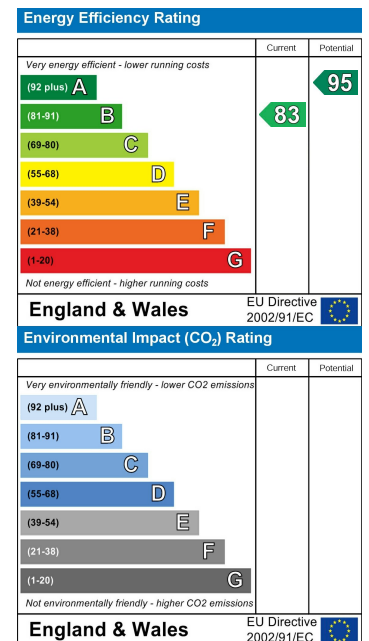 Energy Efficiency Rating
Current Potential
Very energy efficient - lower running costs
(92 plus) A
95
(81-91) B
83
(69-80) C
(55-68) D
(39-54) E
(21-38) F
(1-20) G
Not energy efficient - higher running costs
England & Wales
EU Directive
2002/91/EC
Environmental Impact (CO₂) Rating
Current Potential
Very environmentally friendly - lower CO2 emissions
(92 plus) A
(81-91) B
(69-80) C
(55-68) D
(39-54) E
(21-38) F
(1-20) G
Not environmentally friendly - higher CO2 emissions
England & Wales
EU Directive
2002/91/EC